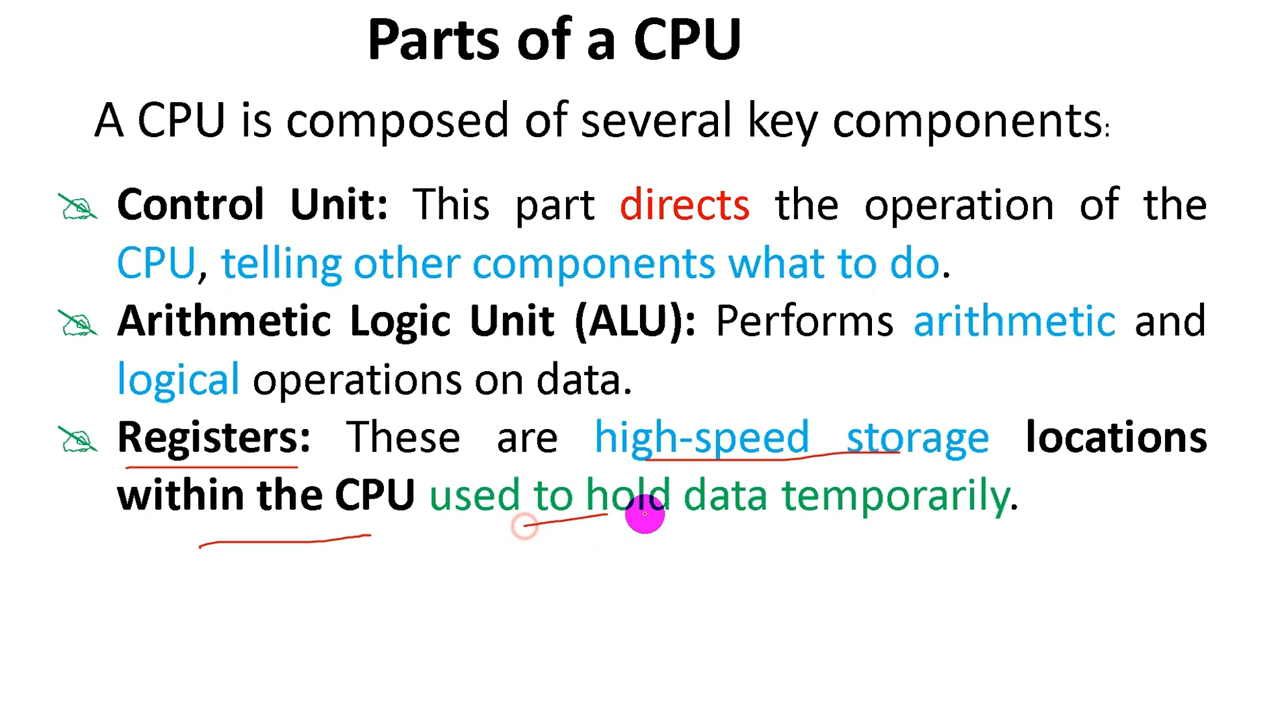 Parts of a CPU
A CPU is composed of several key components:
Control Unit: This part directs the operation of the
CPU, telling other components what to do.
Arithmetic Logic Unit (ALU): Performs arithmetic and
logical operations on data.
Registers: These are high-speed storage locations
within the CPU used to hold data temporarily.